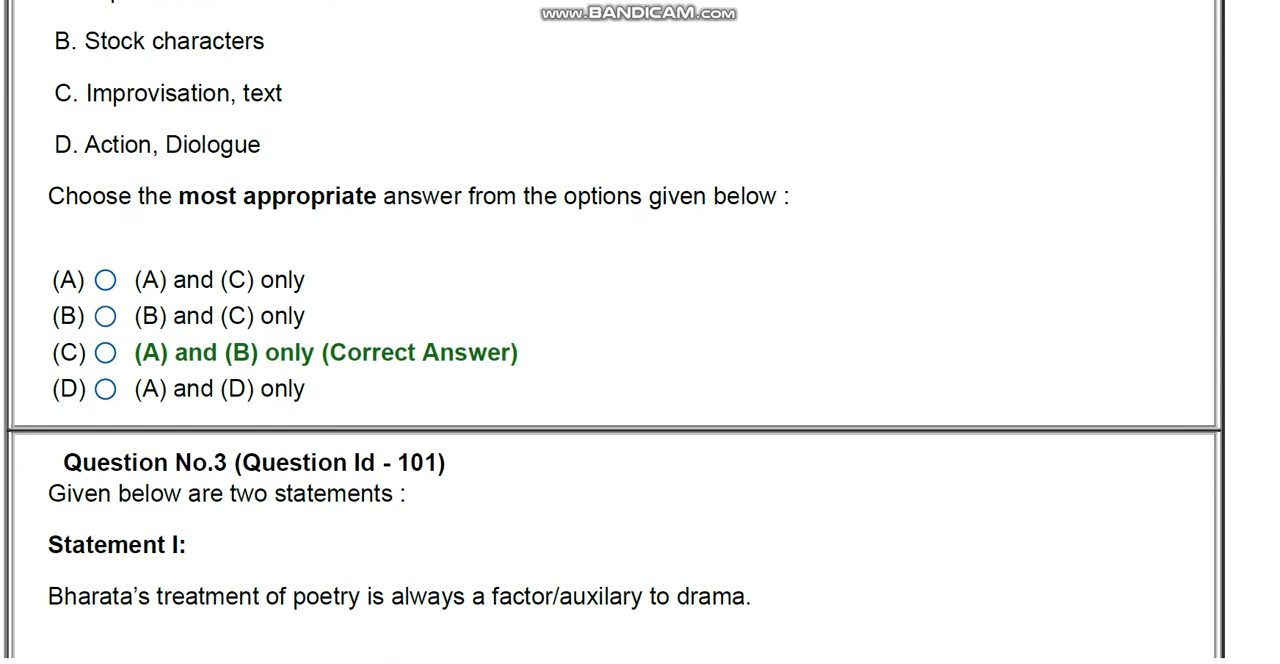 www.BANDICAM.com
B. Stock characters
C. Improvisation, text
D. Action, Diologue
Choose the most appropriate answer from the options given below :
(A) (A) and (C) only
(B) (B) and (C) only
(C) (A) and (B) only (Correct Answer)
(D) (A) and (D) only
Question No.3 (Question Id - 101)
Given below are two statements :
Statement I:
Bharata's treatment of poetry is always a factor/auxilary to drama.